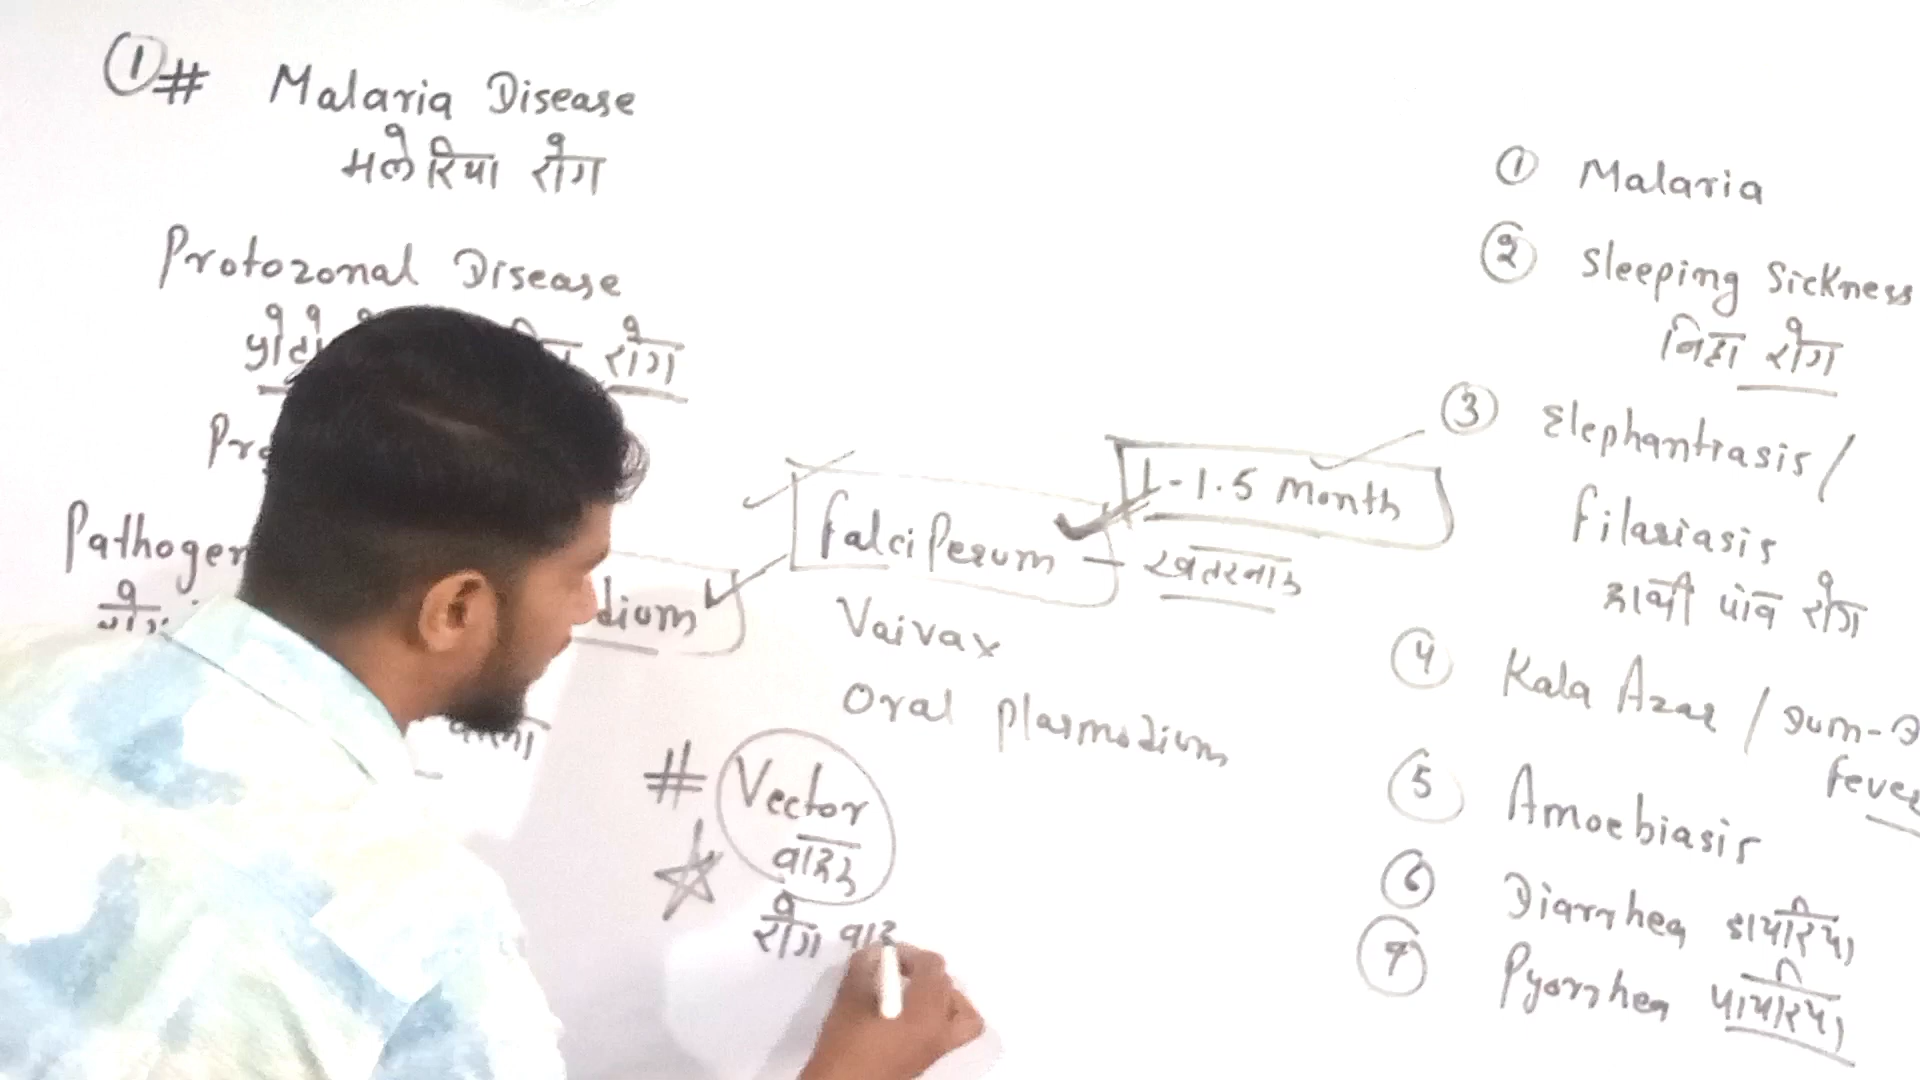 ① # Malaria Disease
मलेरिया रोग
Protozonal Disease
रोग
Pathogen
dium
Falciperum - खतरनाक
1-1.5 Month
Vaivax
Oral plasmodium
# Vector
वाहक
रोग वाह
① Malaria
② Sleeping Sickness
निद्रा रोग
③ Elephantiasis/
Filariasis
हाथी पांव रोग
④ Kala Azar / Dum-D
Fever
⑤ Amoebiasis
⑥ Diarrhea डायरिया
⑦ Pyorrhea पायरिया